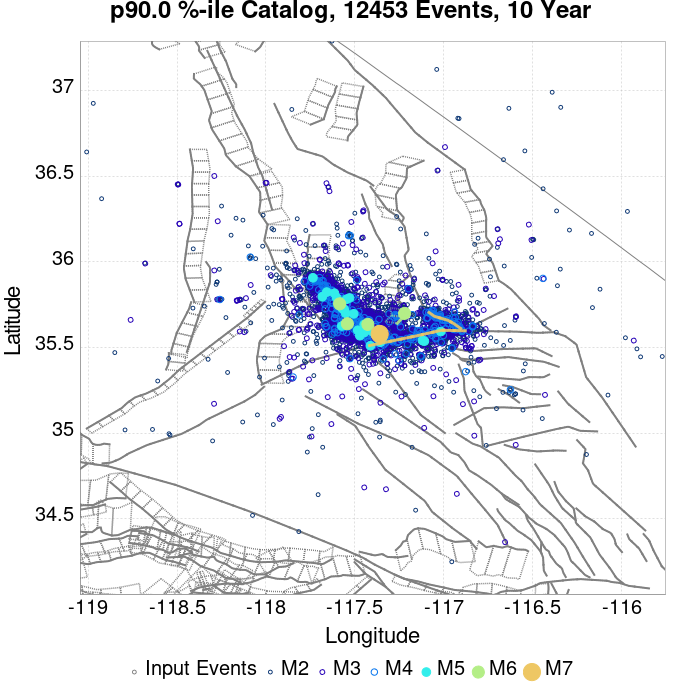 p90.0 %-ile Catalog, 12453 Events, 10 Year
37
36.5
36
35.5
35
34.5
Latitude
-119
-118.5
-118
-117.5
-117
-116.5
-116
Longitude
Input Events
M2
M3
M4
M5
M6
M7